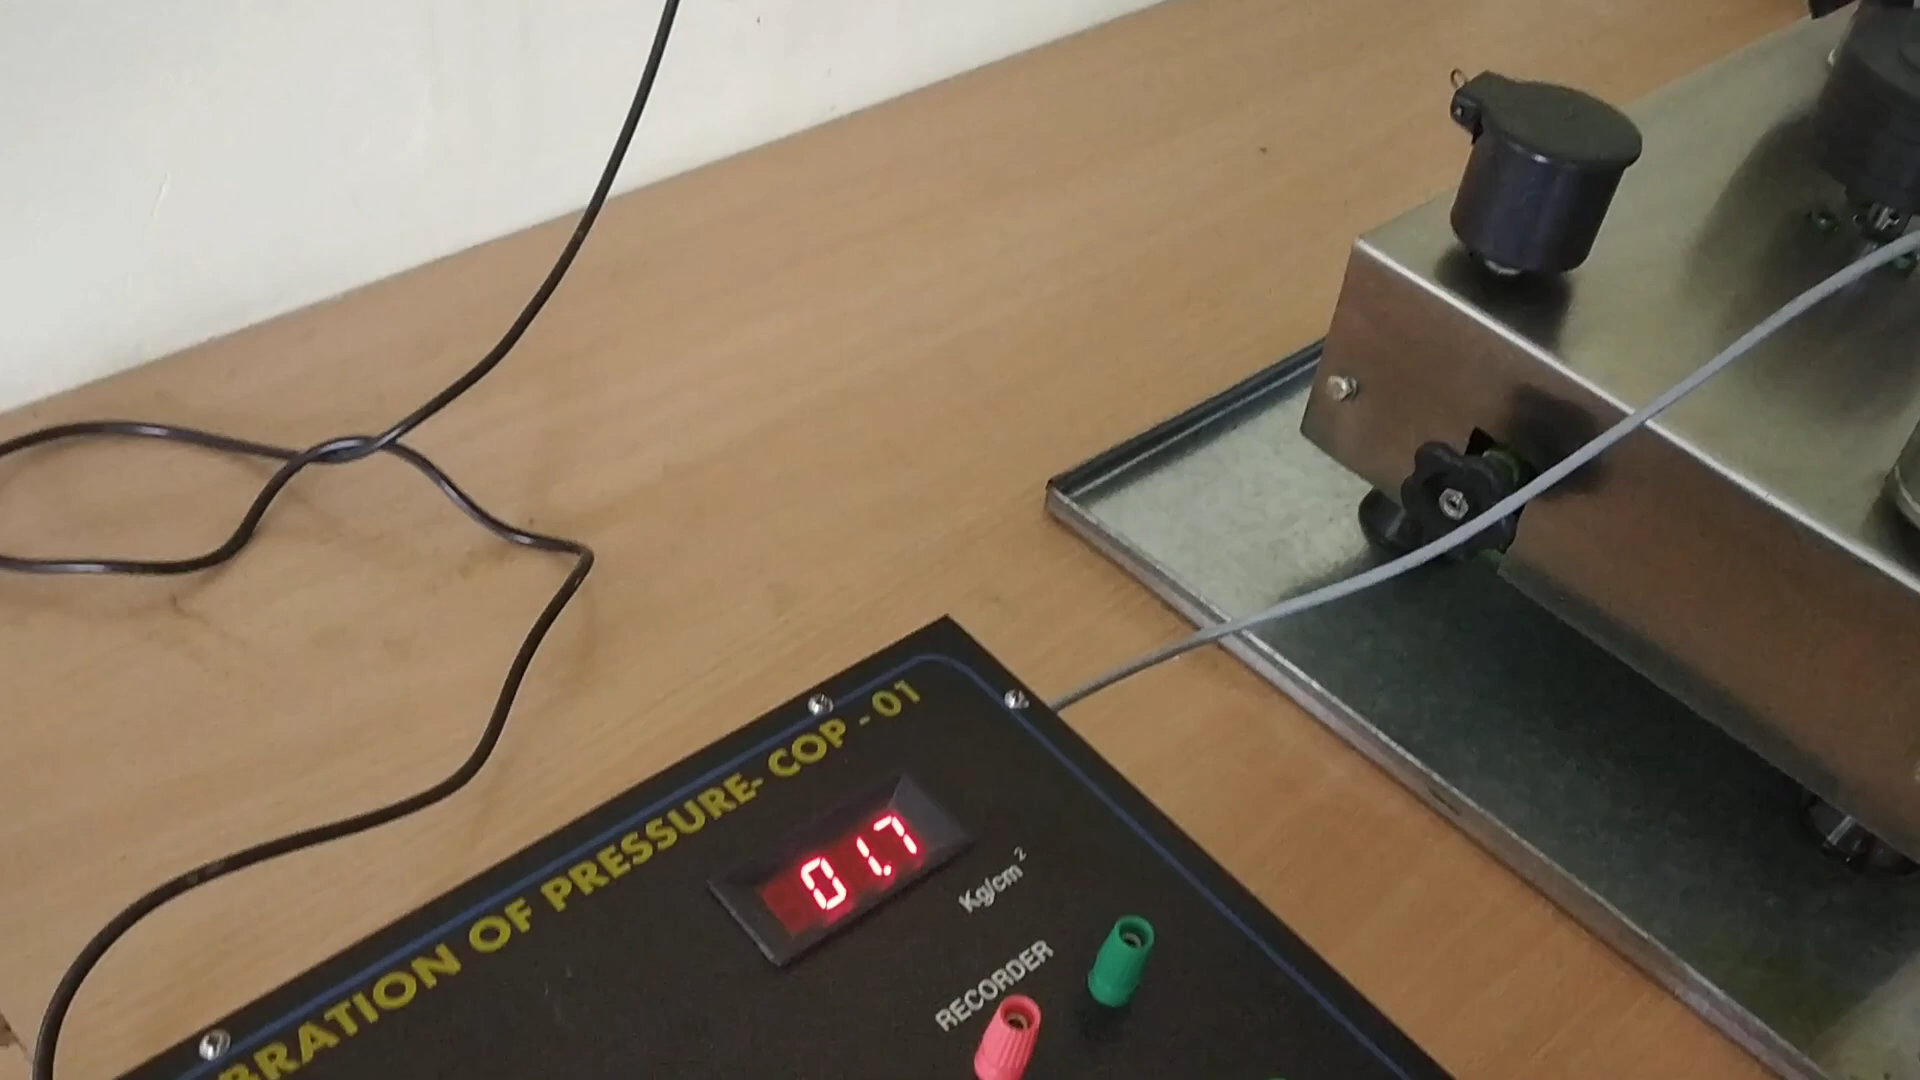 BRATION OF PRESSURE- COP - 01
01.7
Kg/cm²
RECORDER